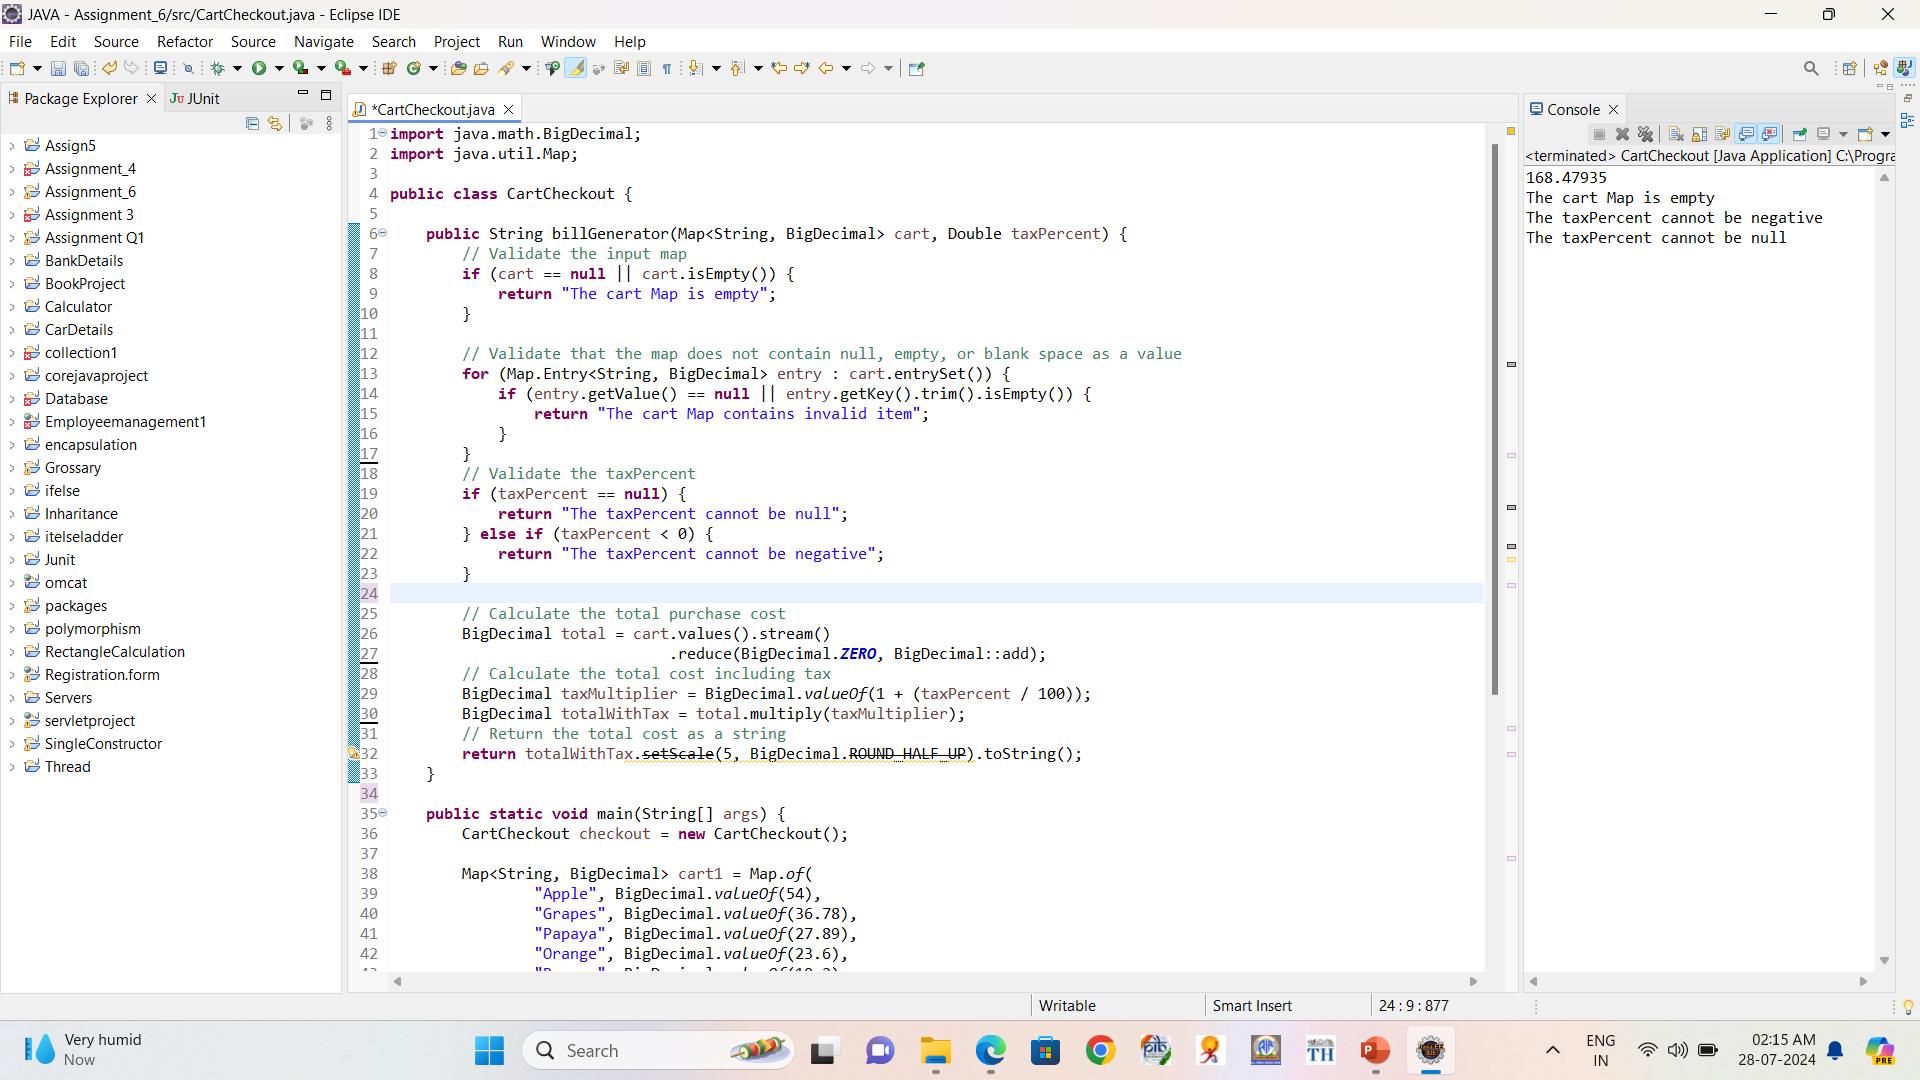 JAVA - Assignment_6/src/CartCheckout.java - Eclipse IDE
File Edit Source Refactor Source Navigate Search Project Run Window Help
Package Explorer
JUnit
Assign5
Assignment_4
Assignment_6
Assignment 3
Assignment Q1
BankDetails
BookProject
Calculator
CarDetails
collection1
corejavaproject
Database
Employeemanagement1
encapsulation
Grossary
ifelse
Inharitance
itelseladder
Junit
omcat
packages
polymorphism
RectangleCalculation
Registration.form
Servers
servletproject
SingleConstructor
Thread
*CartCheckout.java
1 import java.math.BigDecimal;
2 import java.util.Map;
3
4 public class CartCheckout {
5
6     public String billGenerator(Map<String, BigDecimal> cart, Double taxPercent) {
7         // Validate the input map
8         if (cart == null || cart.isEmpty()) {
9             return "The cart Map is empty";
10         }
11
12         // Validate that the map does not contain null, empty, or blank space as a value
13         for (Map.Entry<String, BigDecimal> entry : cart.entrySet()) {
14             if (entry.getValue() == null || entry.getKey().trim().isEmpty()) {
15                 return "The cart Map contains invalid item";
16             }
17         }
18         // Validate the taxPercent
19         if (taxPercent == null) {
20             return "The taxPercent cannot be null";
21         } else if (taxPercent < 0) {
22             return "The taxPercent cannot be negative";
23         }
24
25         // Calculate the total purchase cost
26         BigDecimal total = cart.values().stream()
27                                .reduce(BigDecimal.ZERO, BigDecimal::add);
28         // Calculate the total cost including tax
29         BigDecimal taxMultiplier = BigDecimal.valueOf(1 + (taxPercent / 100));
30         BigDecimal totalWithTax = total.multiply(taxMultiplier);
31         // Return the total cost as a string
32         return totalWithTax.setScale(5, BigDecimal.ROUND_HALF_UP).toString();
33     }
34
35     public static void main(String[] args) {
36         CartCheckout checkout = new CartCheckout();
37
38         Map<String, BigDecimal> cart1 = Map.of(
39                 "Apple", BigDecimal.valueOf(54),
40                 "Grapes", BigDecimal.valueOf(36.78),
41                 "Papaya", BigDecimal.valueOf(27.89),
42                 "Orange", BigDecimal.valueOf(23.6),
Console
<terminated> CartCheckout [Java Application] C:\Progra
168.47935
The cart Map is empty
The taxPercent cannot be negative
The taxPercent cannot be null
Writable
Smart Insert
24 : 9 : 877
Very humid
Now
Search
TH
PRE
ENG
IN
02:15 AM
28-07-2024